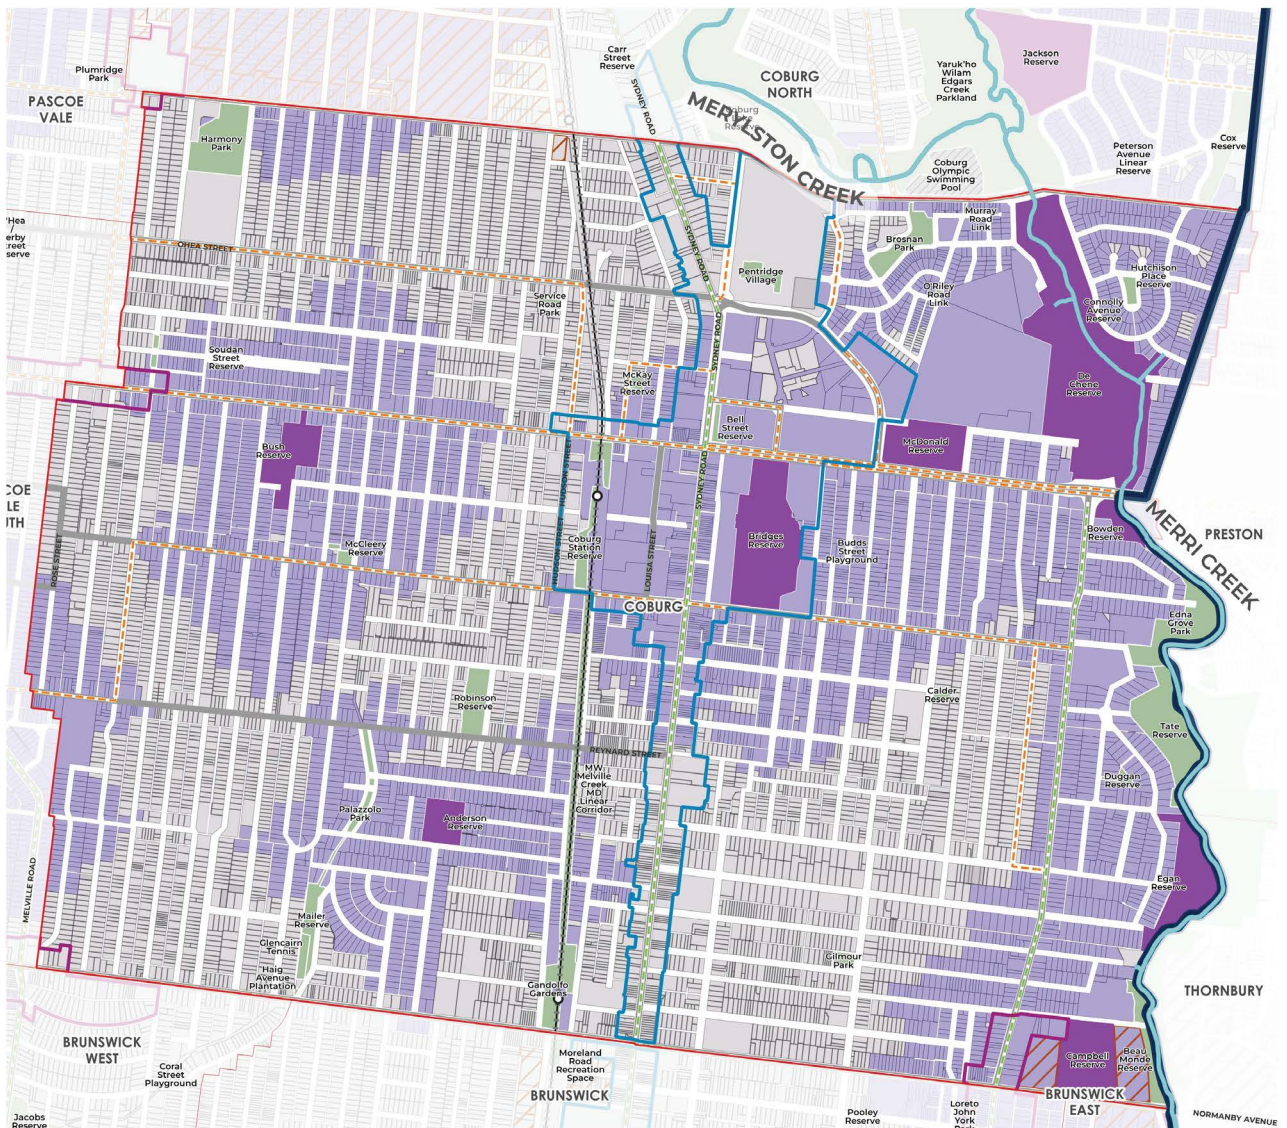 Carr
Street
Reserve
SYDNEY ROAD
Plumridge
Park
PASCOE
VALE
COBURG
NORTH
Yaruk'ho
Wilam
Edgars
Creek
Parkland
Jackson
Reserve
MERTLSTON CREEK
Peterson
Avenue
Linear
Reserve
Cox
Reserve
Harmony
Park
Coburg
Olympic
Swimming
Pool
Murray
Road
Link
Brosnan
Park
OHEA STREET
SYDNEY ROAD
Pentridge
Village
O'Riley
Road
Link
Hutchison
Place
Reserve
Connolly
Avenue
Reserve
Service
Road
Park
SYDNEY ROAD
Soudan
Street
Reserve
McKay
Street
Reserve
De
Chene
Reserve
Bell
Street
Reserve
McDonald
Reserve
Bush
Reserve
HUDSON STREET
SYDNEY ROAD
MERRI CREEK
PRESTON
Bowden
Reserve
ROSE STREET
McCleery
Reserve
HUDSON STREET
Coburg
Station
Reserve
LOUISA STREET
Bridges
Reserve
Budds
Street
Playground
COBURG
Edna
Grove
Park
Robinson
Reserve
Calder
Reserve
Tate
Reserve
REYNARD STREET
MW
Melville
Creek
MD
Linear
Corridor
Duggan
Reserve
Palazzolo
Park
Anderson
Reserve
MELVILLE ROAD
Egan
Reserve
Mailer
Reserve
Glencairn
Tennis
Haig
Avenue
Plantation
Gilmour
Park
Gandolfo
Gardens
THORNBURY
BRUNSWICK
WEST
Coral
Street
Playground
Moreland
Road
Recreation
Space
BRUNSWICK
Campbell
Reserve
Beau
Monde
Reserve
BRUNSWICK
EAST
Jacobs
Reserve
Pooley
Reserve
Loreto
John
York
NORMANBY AVENUE